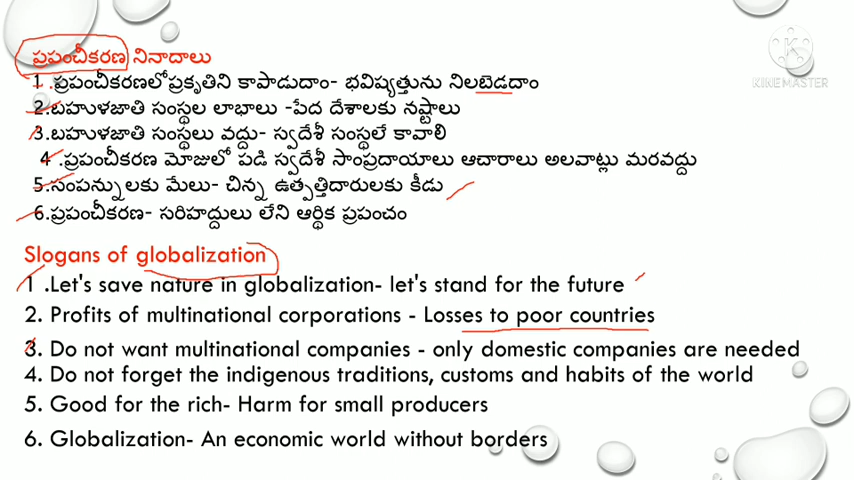 ప్రపంచీకరణ నినాదాలు
KINEMASTER
1 .ప్రపంచీకరణలోప్రకృతిని కాపాడుదాం- భవిష్యత్తును నిలబెడదాం
2.బహుళజాతి సంస్థల లాభాలు -పేద దేశాలకు నష్టాలు
3.బహుళజాతి సంస్థలు వద్దు- స్వదేశీ సంస్థలే కావాలి
4 .ప్రపంచీకరణ మోజులో పడి స్వదేశీ సాంప్రదాయాలు ఆచారాలు అలవాట్లు మరవద్దు
5.సంపన్నులకు మేలు- చిన్న ఉత్పత్తిదారులకు కీడు
6.ప్రపంచీకరణ- సరిహద్దులు లేని ఆర్థిక ప్రపంచం
Slogans of globalization
1 .Let's save nature in globalization- let's stand for the future
2. Profits of multinational corporations - Losses to poor countries
3. Do not want multinational companies - only domestic companies are needed
4. Do not forget the indigenous traditions, customs and habits of the world
5. Good for the rich- Harm for small producers
6. Globalization- An economic world without borders